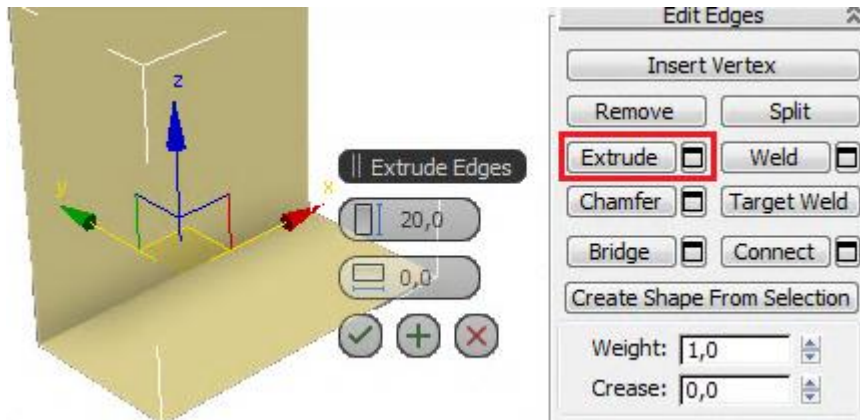 z
y
x
Extrude Edges
20,0
0,0
Edit Edges
Insert Vertex
Remove Split
Extrude Weld
Chamfer Target Weld
Bridge Connect
Create Shape From Selection
Weight: 1,0
Crease: 0,0